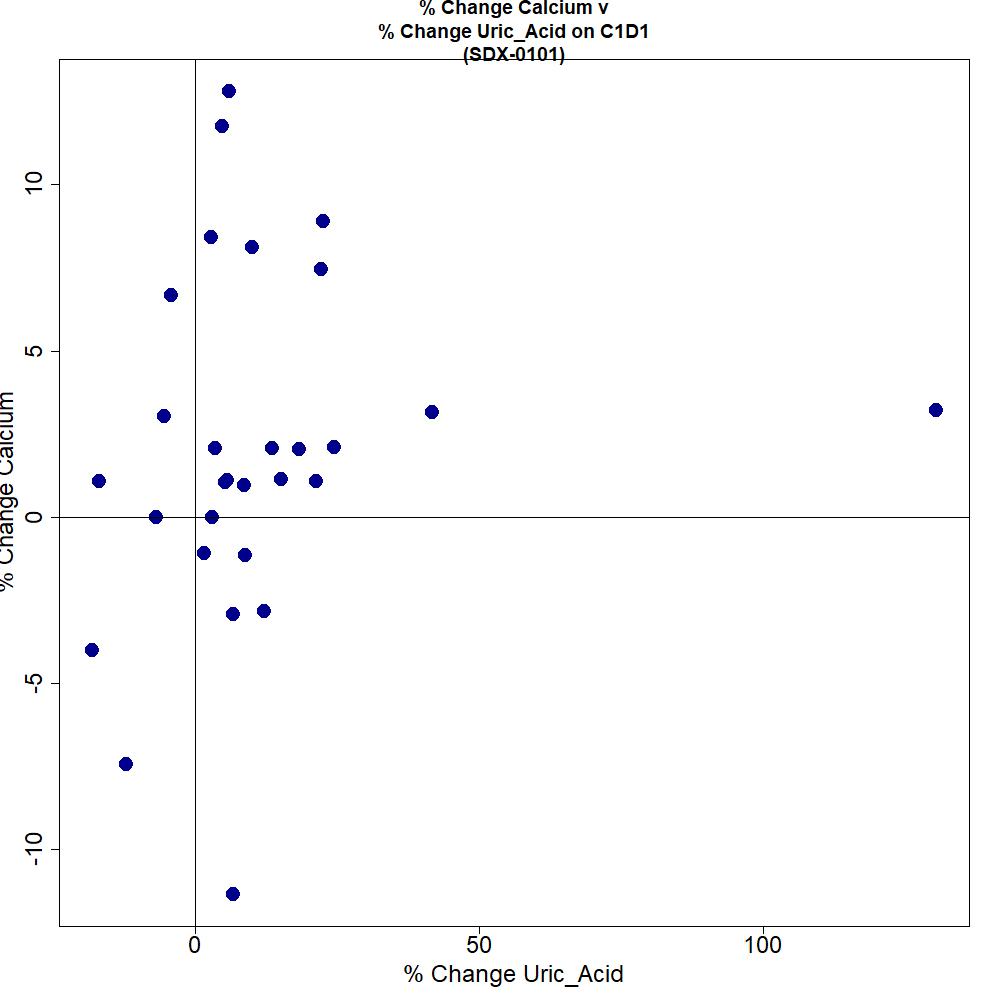 % Change Calcium v
% Change Uric_Acid on C1D1
(SDX-0101)
% Change Calcium
10
5
0
-5
-10
0
50
100
% Change Uric_Acid